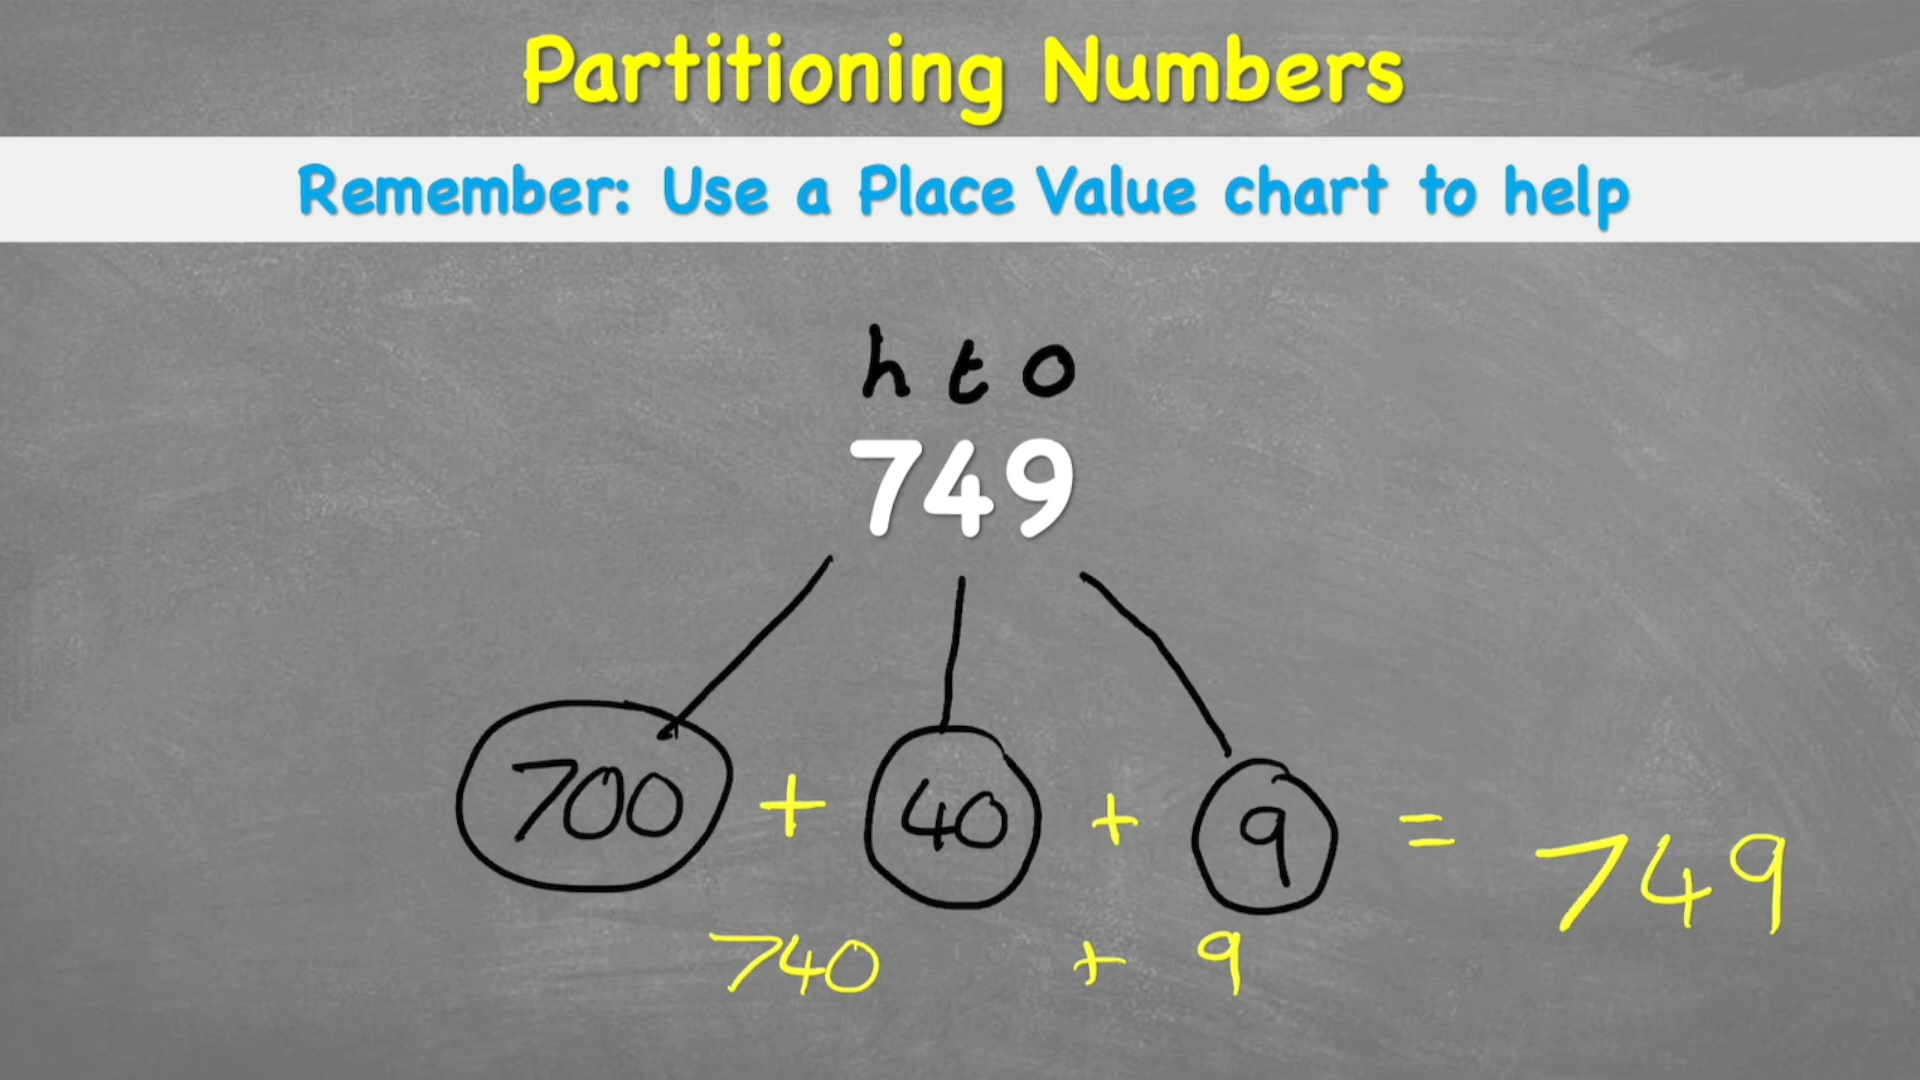 Partitioning Numbers
Remember: Use a Place Value chart to help
h t o
749
700 + 40 + 9 = 749
740 + 9